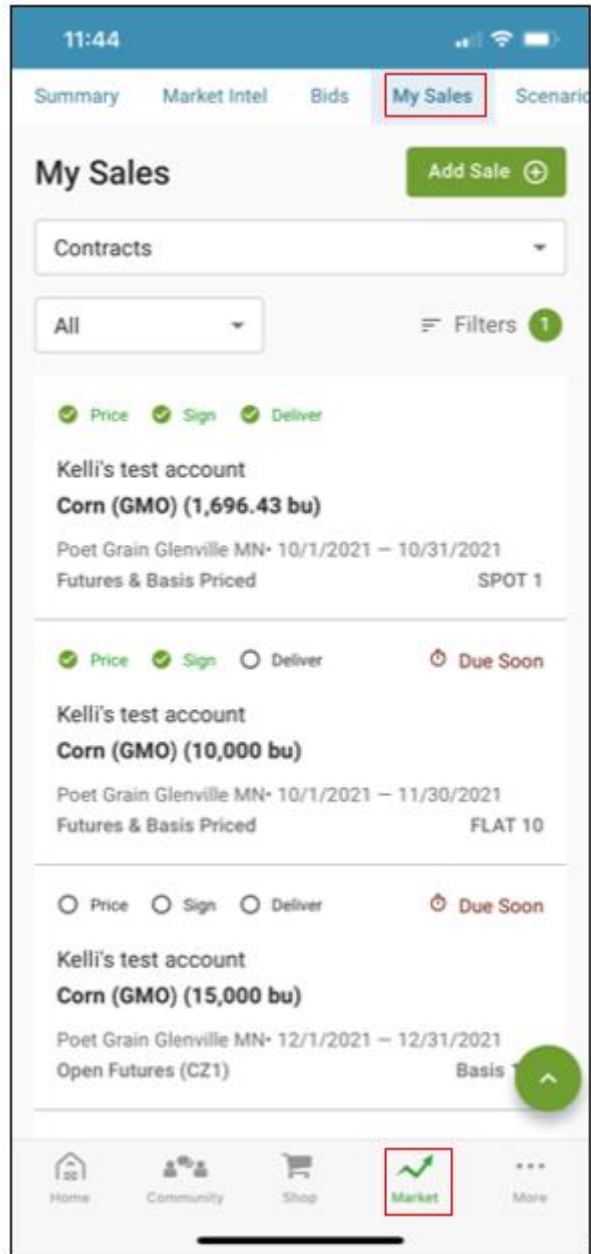 11:44
Summary Market Intel Bids My Sales Scenaric
My Sales Add Sale
Contracts
All Filters 1
Price Sign Deliver
Kelli's test account
Corn (GMO) (1,696.43 bu)
Poet Grain Glenville MN• 10/1/2021 — 10/31/2021
Futures & Basis Priced SPOT 1
Price Sign Deliver Due Soon
Kelli's test account
Corn (GMO) (10,000 bu)
Poet Grain Glenville MN• 10/1/2021 — 11/30/2021
Futures & Basis Priced FLAT 10
Price Sign Deliver Due Soon
Kelli's test account
Corn (GMO) (15,000 bu)
Poet Grain Glenville MN• 12/1/2021 — 12/31/2021
Open Futures (CZ1) Basis
Home Community Shop Market More